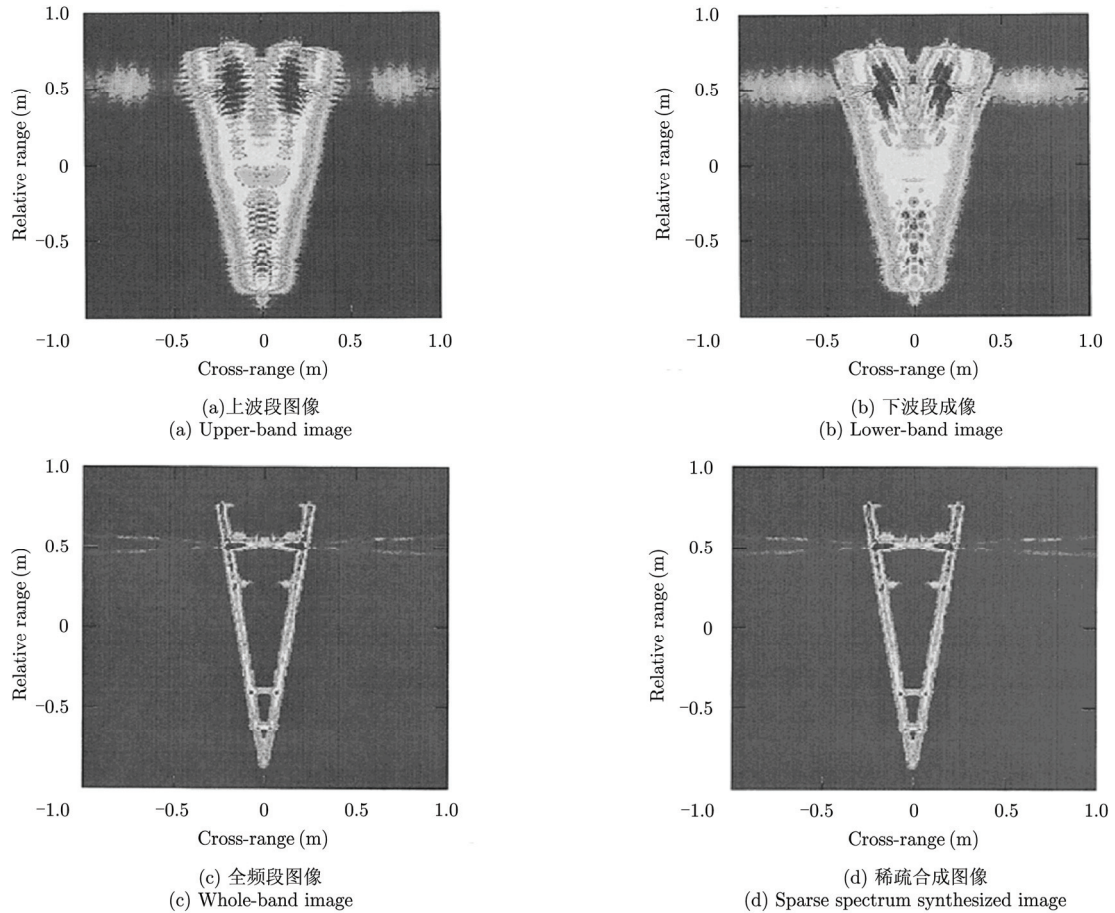 1.0
0.5
0
−0.5
−1.0
−0.5
0
0.5
1.0
Relative range (m)
Cross-range (m)
(a)上波段图像
(a) Upper-band image
1.0
0.5
0
−0.5
−1.0
−0.5
0
0.5
1.0
Relative range (m)
Cross-range (m)
(b) 下波段成像
(b) Lower-band image
1.0
0.5
0
−0.5
−1.0
−0.5
0
0.5
1.0
Relative range (m)
Cross-range (m)
(c) 全频段图像
(c) Whole-band image
1.0
0.5
0
−0.5
−1.0
−0.5
0
0.5
1.0
Relative range (m)
Cross-range (m)
(d) 稀疏合成图像
(d) Sparse spectrum synthesized image